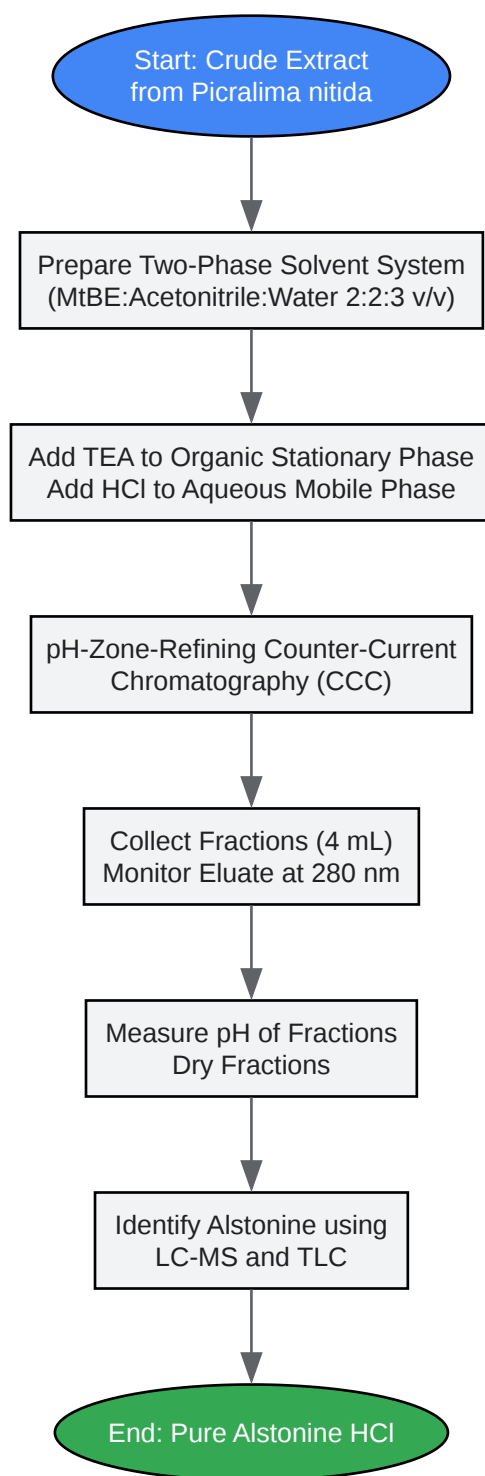 Start: Crude Extract
from Picralima nitida
Prepare Two-Phase Solvent System
(MtBE:Acetonitrile:Water 2:2:3 v/v)
Add TEA to Organic Stationary Phase
Add HCl to Aqueous Mobile Phase
pH-Zone-Refining Counter-Current
Chromatography (CCC)
Collect Fractions (4 mL)
Monitor Eluate at 280 nm
Measure pH of Fractions
Dry Fractions
Identify Alstonine using
LC-MS and TLC
End: Pure Alstonine HCl